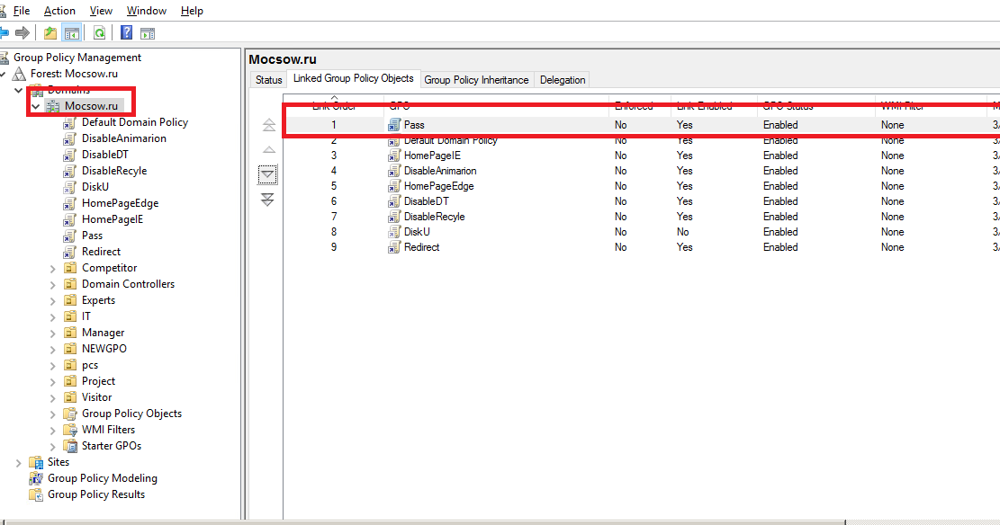 File Action View Window Help
Group Policy Management
Forest: Mocsow.ru
Domains
Mocsow.ru
Default Domain Policy
DisableAnimarion
DisableDT
DisableRecyle
DiskU
HomePageEdge
HomePageIE
Pass
Redirect
Competitor
Domain Controllers
Experts
IT
Manager
NEWGPO
pcs
Project
Visitor
Group Policy Objects
WMI Filters
Starter GPOs
Sites
Group Policy Modeling
Group Policy Results
Mocsow.ru
Status Linked Group Policy Objects Group Policy Inheritance Delegation
Link Order GPO Enforced Link Enabled GPO Status WMI Filter M
1 Pass No Yes Enabled None 3/
2 Default Domain Policy No Yes Enabled None 3/
3 HomePageIE No Yes Enabled None 3/
4 DisableAnimarion No Yes Enabled None 3/
5 HomePageEdge No Yes Enabled None 3/
6 DisableDT No Yes Enabled None 3/
7 DisableRecyle No Yes Enabled None 3/
8 DiskU No No Enabled None 3/
9 Redirect No Yes Enabled None 3/